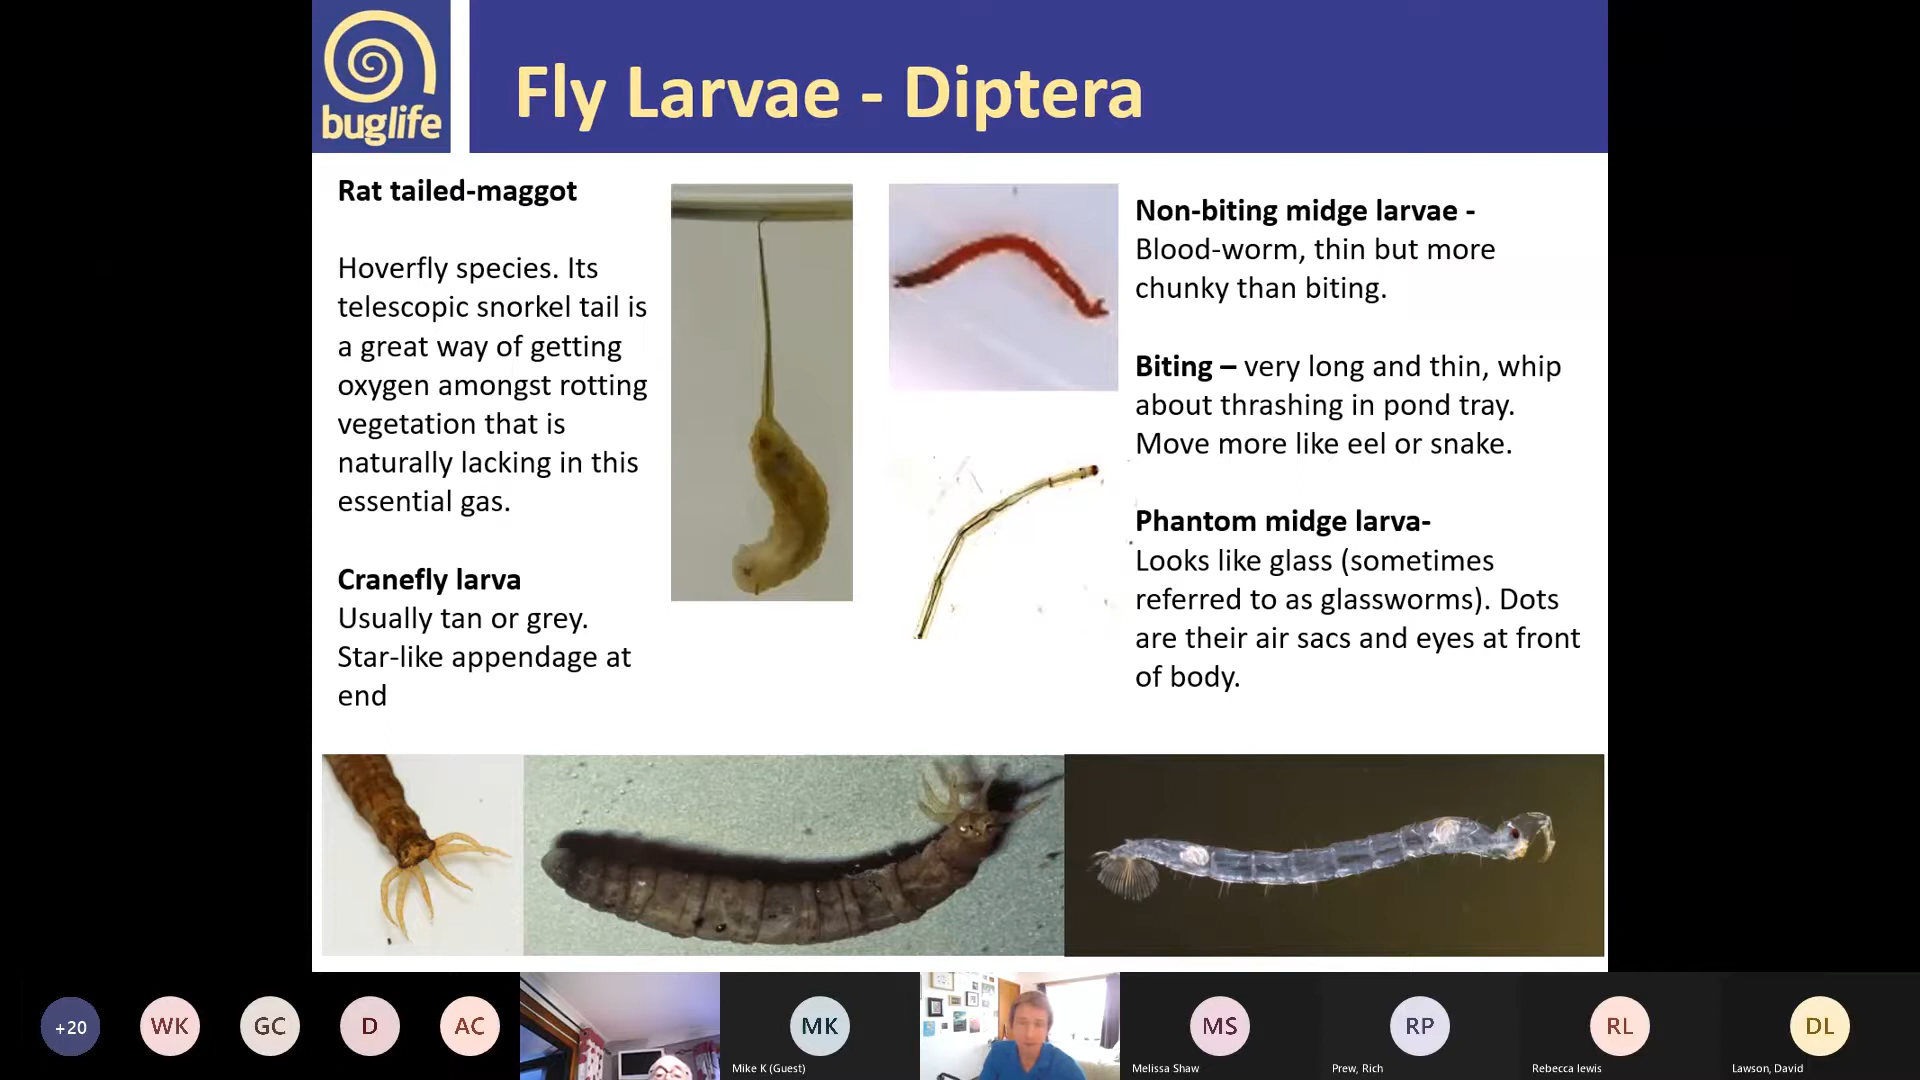 buglife
Fly Larvae - Diptera
Rat tailed-maggot
Hoverfly species. Its
telescopic snorkel tail is
a great way of getting
oxygen amongst rotting
vegetation that is
naturally lacking in this
essential gas.
Cranefly larva
Usually tan or grey.
Star-like appendage at
end
Non-biting midge larvae -
Blood-worm, thin but more
chunky than biting.
Biting – very long and thin, whip
about thrashing in pond tray.
Move more like eel or snake.
Phantom midge larva-
Looks like glass (sometimes
referred to as glassworms). Dots
are their air sacs and eyes at front
of body.
+20
WK
GC
D
AC
MK
Mike K (Guest)
MS
Melissa Shaw
RP
Prew, Rich
RL
Rebecca lewis
DL
Lawson, David